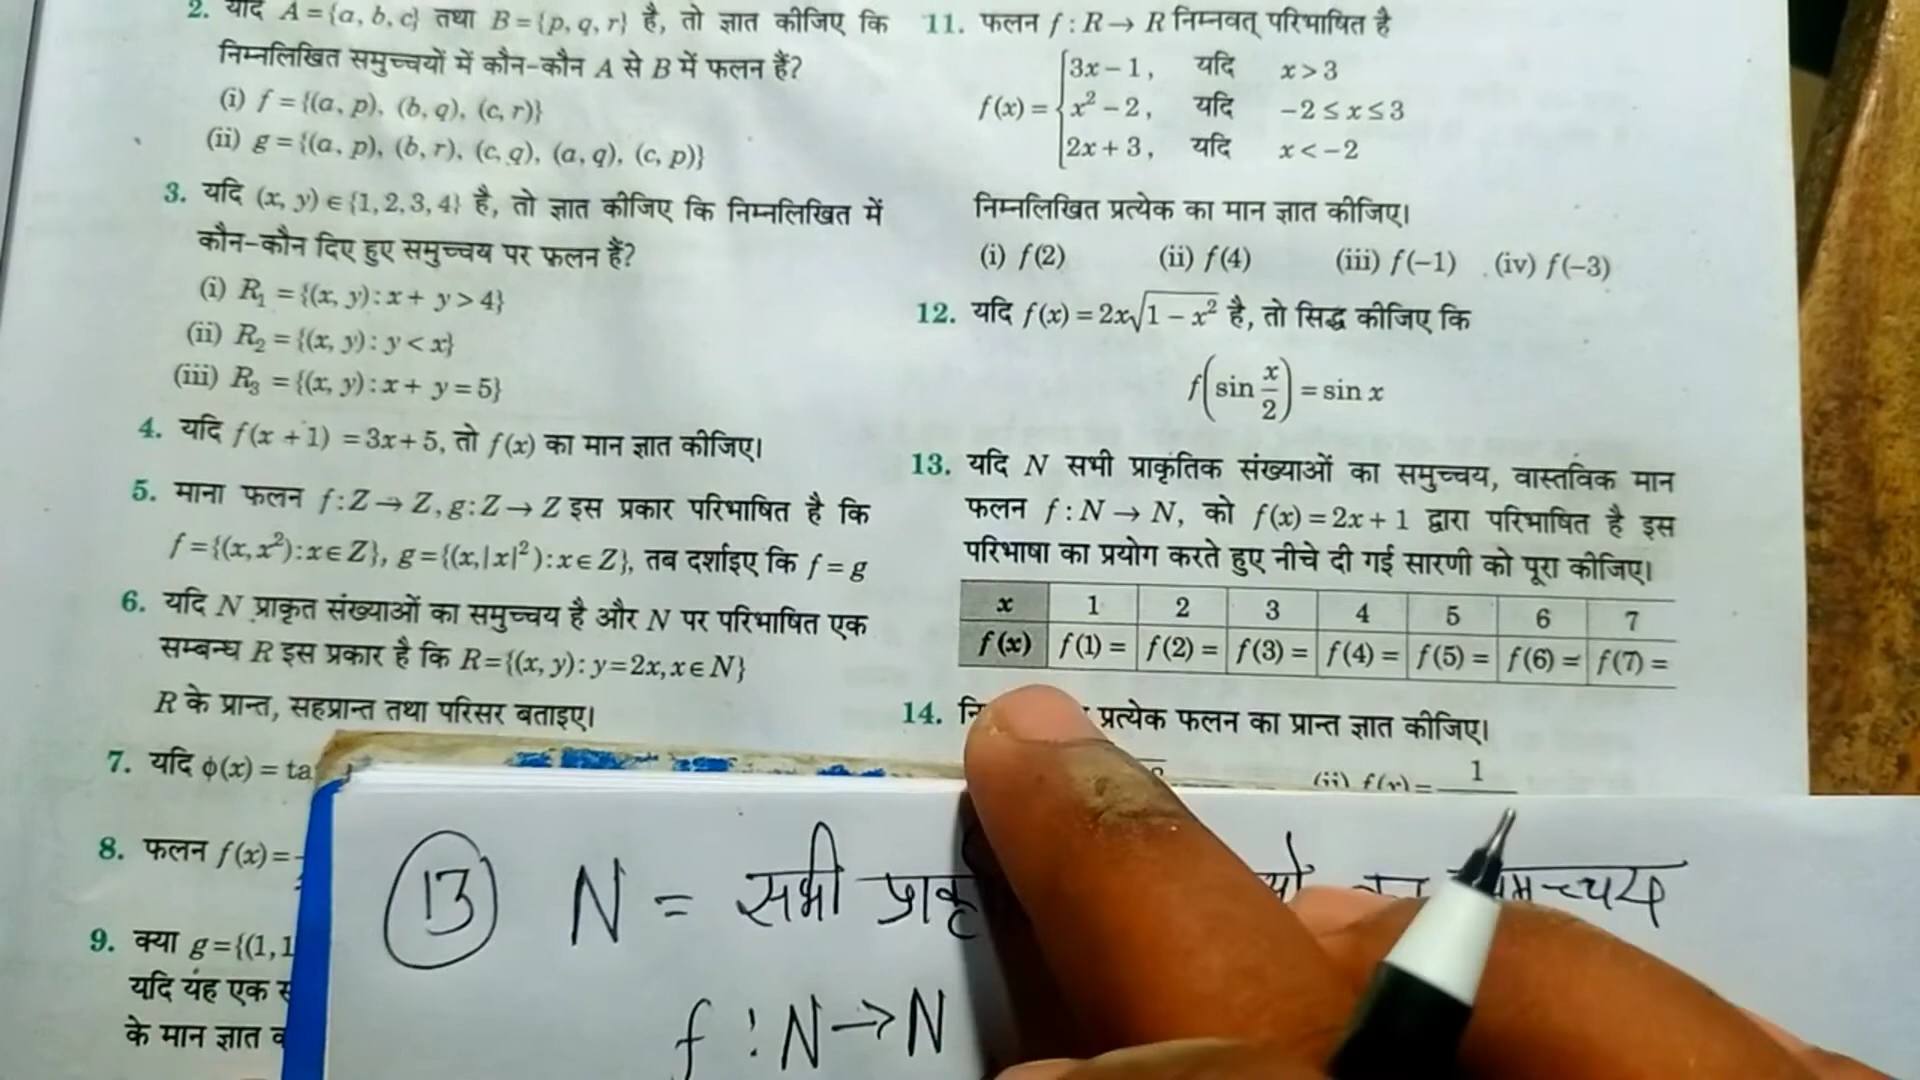 2. यदि A = {a, b, c} तथा B = {p, q, r} है, तो ज्ञात कीजिए कि
निम्नलिखित समुच्चयों में कौन-कौन A से B में फलन हैं?
(i) f = {(a, p), (b, q), (c, r)}
(ii) g = {(a, p), (b, r), (c, q), (a, q), (c, p)}
3. यदि (x, y) ∈ {1, 2, 3, 4} है, तो ज्ञात कीजिए कि निम्नलिखित में
कौन-कौन दिए हुए समुच्चय पर फलन हैं?
(i) R₁ = {(x, y) : x + y > 4}
(ii) R₂ = {(x, y) : y < x}
(iii) R₃ = {(x, y) : x + y = 5}
4. यदि f(x + 1) = 3x + 5, तो f(x) का मान ज्ञात कीजिए।
5. माना फलन f : Z → Z, g : Z → Z इस प्रकार परिभाषित है कि
f = {(x, x²) : x ∈ Z}, g = {(x, |x|²) : x ∈ Z}, तब दर्शाइए कि f = g
6. यदि N प्राकृत संख्याओं का समुच्चय है और N पर परिभाषित एक
सम्बन्ध R इस प्रकार है कि R = {(x, y) : y = 2x, x ∈ N}
R के प्रान्त, सहप्रान्त तथा परिसर बताइए।
7. यदि φ(x) = ta
8. फलन f(x) =
9. क्या g = {(1, 1
यदि यह एक
के मान ज्ञात
11. फलन f : R → R निम्नवत् परिभाषित है
3x − 1, यदि x > 3
f(x) = { x² − 2, यदि −2 ≤ x ≤ 3
2x + 3, यदि x < −2
निम्नलिखित प्रत्येक का मान ज्ञात कीजिए।
(i) f(2) (ii) f(4) (iii) f(−1) (iv) f(−3)
12. यदि f(x) = 2x√(1 − x²) है, तो सिद्ध कीजिए कि
f(sin x/2) = sin x
13. यदि N सभी प्राकृतिक संख्याओं का समुच्चय, वास्तविक मान
फलन f : N → N, को f(x) = 2x + 1 द्वारा परिभाषित है इस
परिभाषा का प्रयोग करते हुए नीचे दी गई सारणी को पूरा कीजिए।
x 1 2 3 4 5 6 7
f(x) f(1) = f(2) = f(3) = f(4) = f(5) = f(6) = f(7) =
14. प्रत्येक फलन का प्रान्त ज्ञात कीजिए।
(ii) f(x) = 1
13 N = सभी
f : N → N